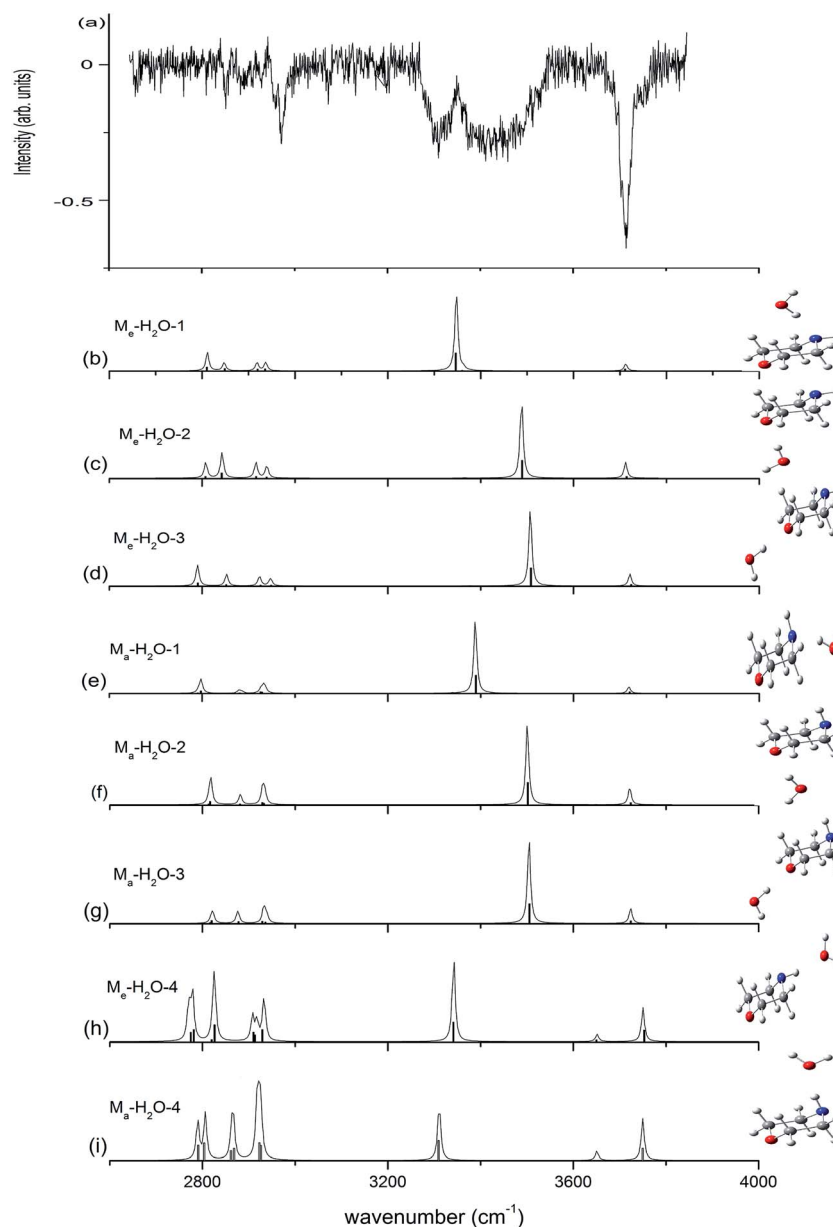 (a)
Intensity (arb. units)
0
-0.5
Me-H2O-1
(b)
Me-H2O-2
(c)
Me-H2O-3
(d)
Ma-H2O-1
(e)
Ma-H2O-2
(f)
Ma-H2O-3
(g)
Me-H2O-4
(h)
Ma-H2O-4
(i)
2800 3200 3600 4000
wavenumber (cm-1)